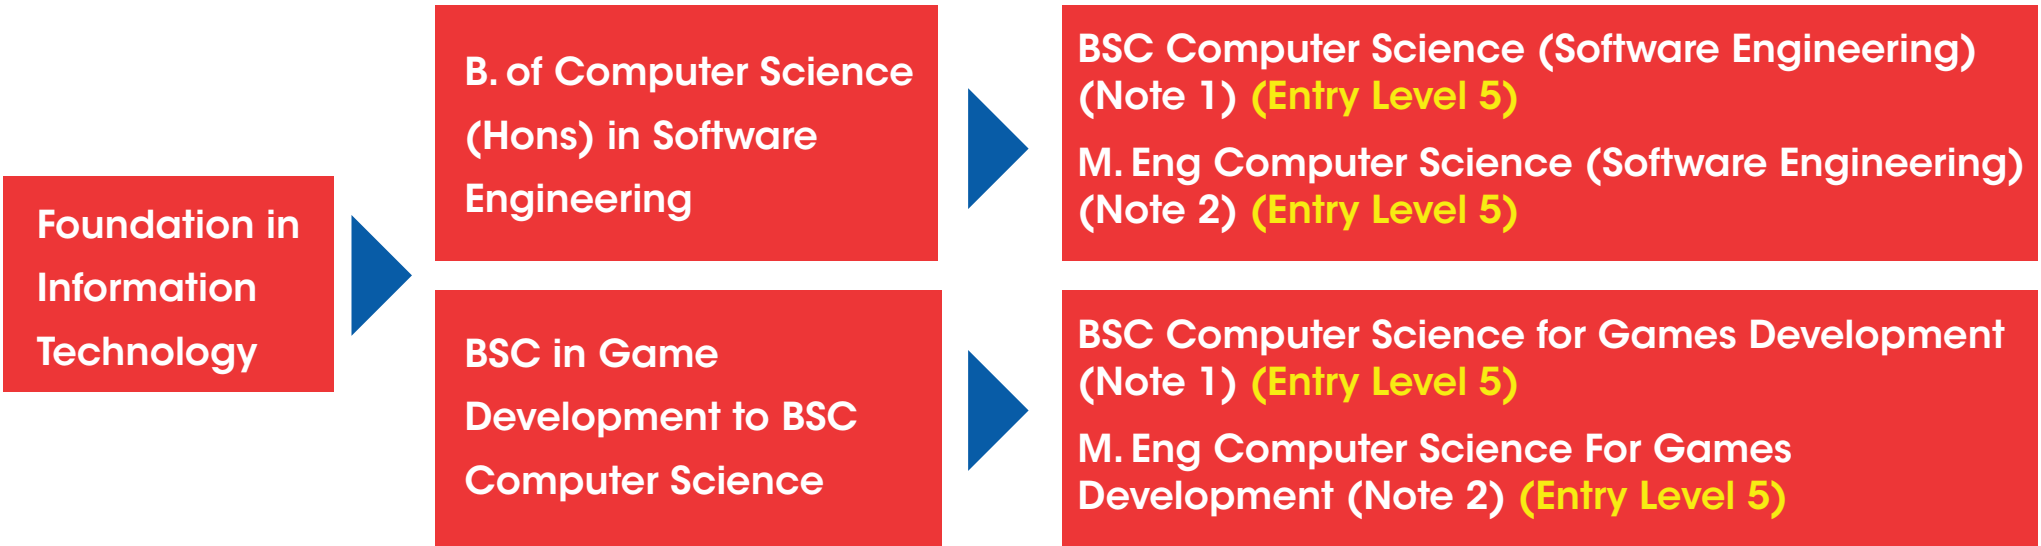 Foundation in
Information
Technology
B. of Computer Science
(Hons) in Software
Engineering
BSC Computer Science (Software Engineering)
(Note 1) (Entry Level 5)
M. Eng Computer Science (Software Engineering)
(Note 2) (Entry Level 5)
BSC in Game
Development to BSC
Computer Science
BSC Computer Science for Games Development
(Note 1) (Entry Level 5)
M. Eng Computer Science For Games
Development (Note 2) (Entry Level 5)